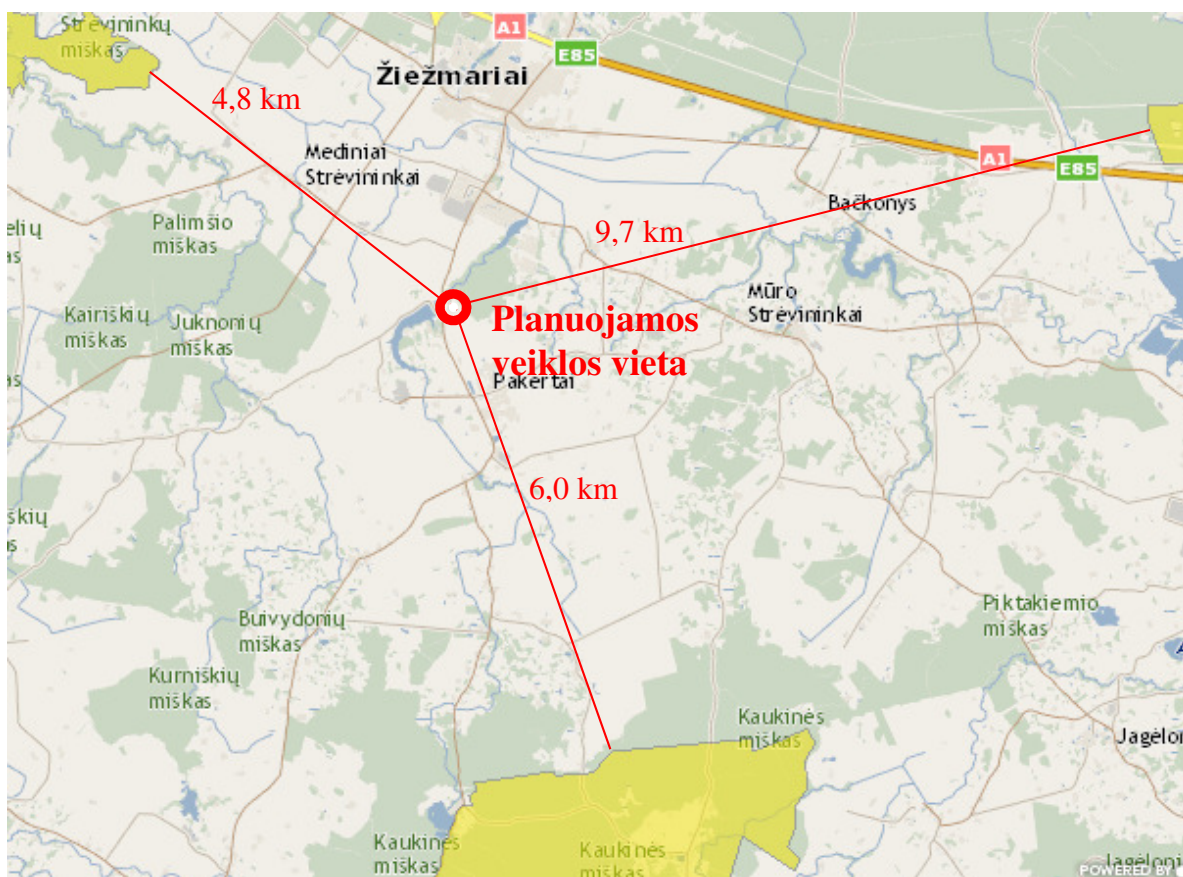 Strėvininkų
miškas
A1
E85
Žiežmariai
4,8 km
Mediniai
Strėvininkai
A1
E85
Bačkonys
Palimšio
miškas
9,7 km
Mūro
Strėvininkai
Kairiškių
miškas
Juknonių
miškas
Planuojamos
veiklos vieta
Pakertai
6,0 km
Buivydonių
miškas
Piktakiemio
miškas
Kurniškių
miškas
Kaukinės
miškas
Kaukinės
miškas
Kaukinės
miškas
POWERED BY